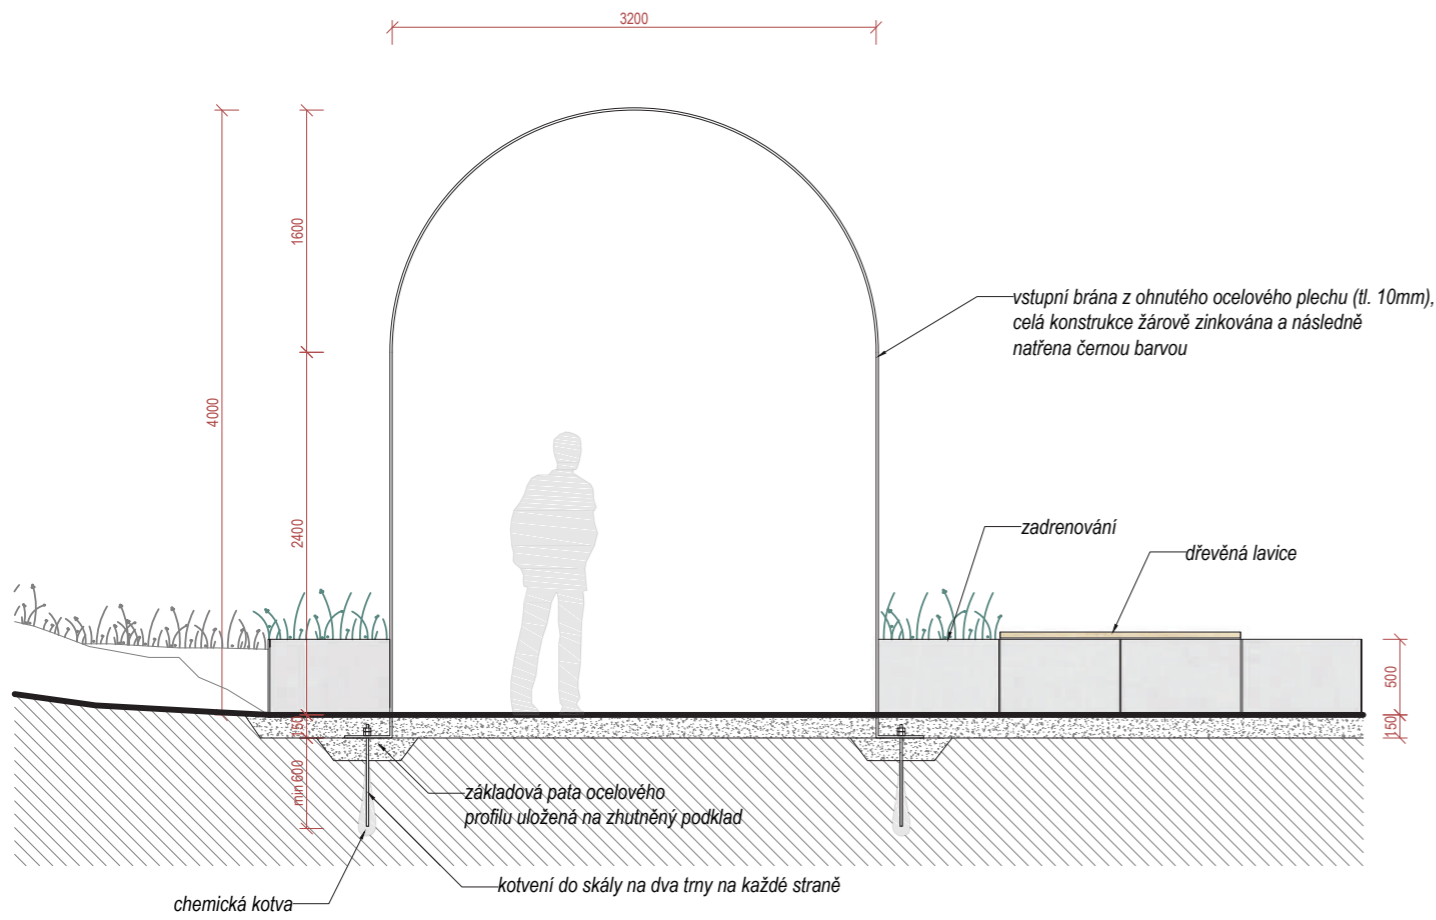 3200
1600
4000
2400
150
min 600
vstupní brána z ohnutého ocelového plechu (tl. 10mm),
celá konstrukce žárově zinkována a následně
natřena černou barvou
zadrenování
dřevěná lavice
500
150
základová pata ocelového
profilu uložená na zhutněný podklad
kotvení do skály na dva trny na každé straně
chemická kotva